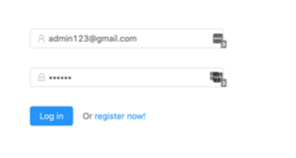 admin123@gmail.com
••••••
Log in Or register now!